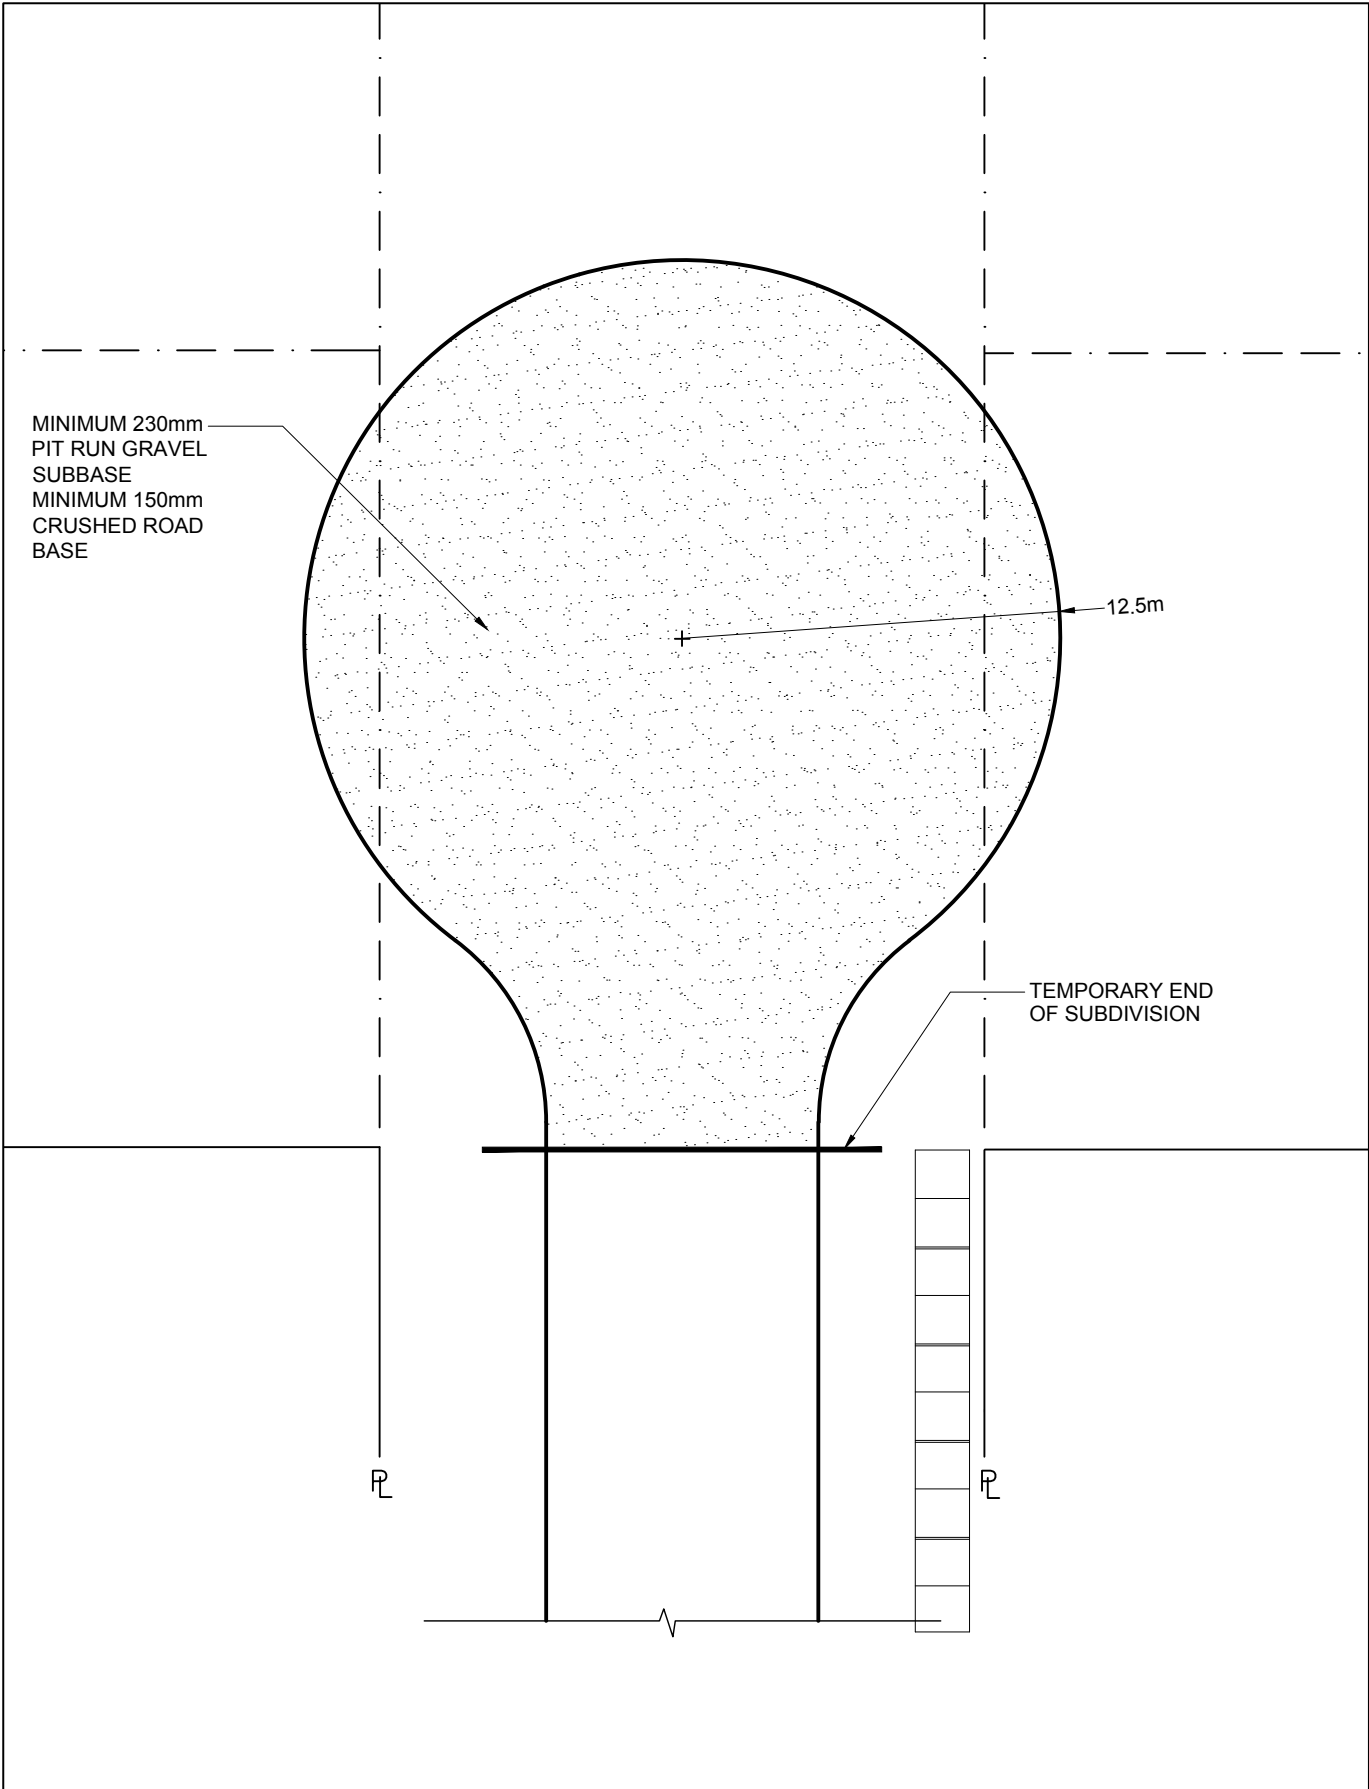 MINIMUM 230mm
PIT RUN GRAVEL
SUBBASE
MINIMUM 150mm
CRUSHED ROAD
BASE
12.5m
TEMPORARY END
OF SUBDIVISION
PL
PL